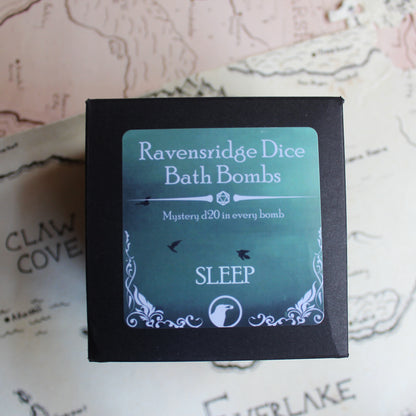 Ravensridge Dice
Bath Bombs
Mystery d20 in every bomb
SLEEP
CLAW
COVE
EVERLAKE